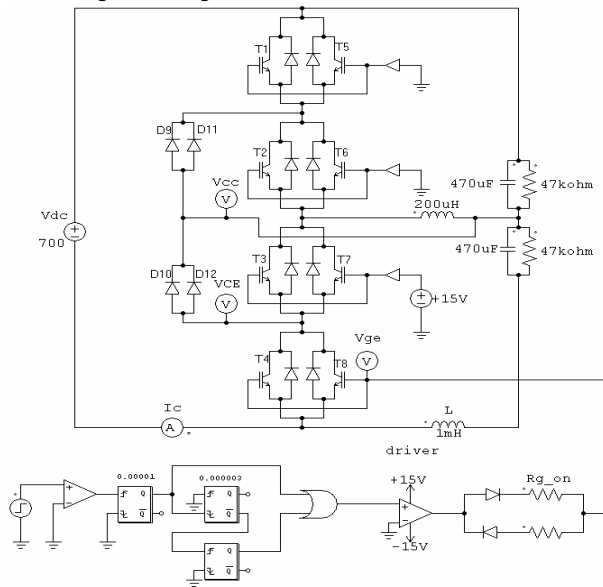 T1
T5
D9
D11
T2
T6
470uF
47kohm
Vcc
V
200uH
Vdc
700
470uF
47kohm
D10
D12
VCE
V
T3
T7
+15V
Vge
V
T4
T8
Ic
A
L
1mH
driver
0.00001
0.000002
+15V
Rg_on
Q
Q
Q
Q
Q
Q
-15V